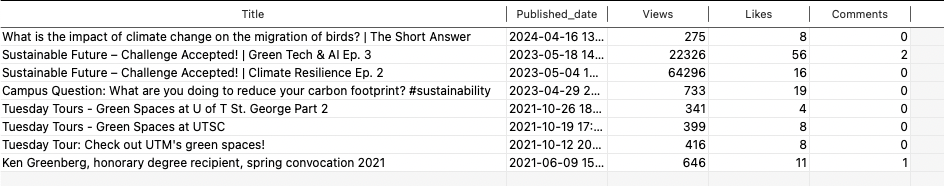 Title Published_date Views Likes Comments
What is the impact of climate change on the migration of birds? | The Short Answer 2024-04-16 13... 275 8 0
Sustainable Future – Challenge Accepted! | Green Tech & AI Ep. 3 2023-05-18 14... 22326 56 2
Sustainable Future – Challenge Accepted! | Climate Resilience Ep. 2 2023-05-04 1... 64296 16 0
Campus Question: What are you doing to reduce your carbon footprint? #sustainability 2023-04-29 2... 733 19 0
Tuesday Tours - Green Spaces at U of T St. George Part 2 2021-10-26 18... 341 4 0
Tuesday Tours - Green Spaces at UTSC 2021-10-19 17:... 399 8 0
Tuesday Tour: Check out UTM's green spaces! 2021-10-12 20... 416 8 0
Ken Greenberg, honorary degree recipient, spring convocation 2021 2021-06-09 15... 646 11 1